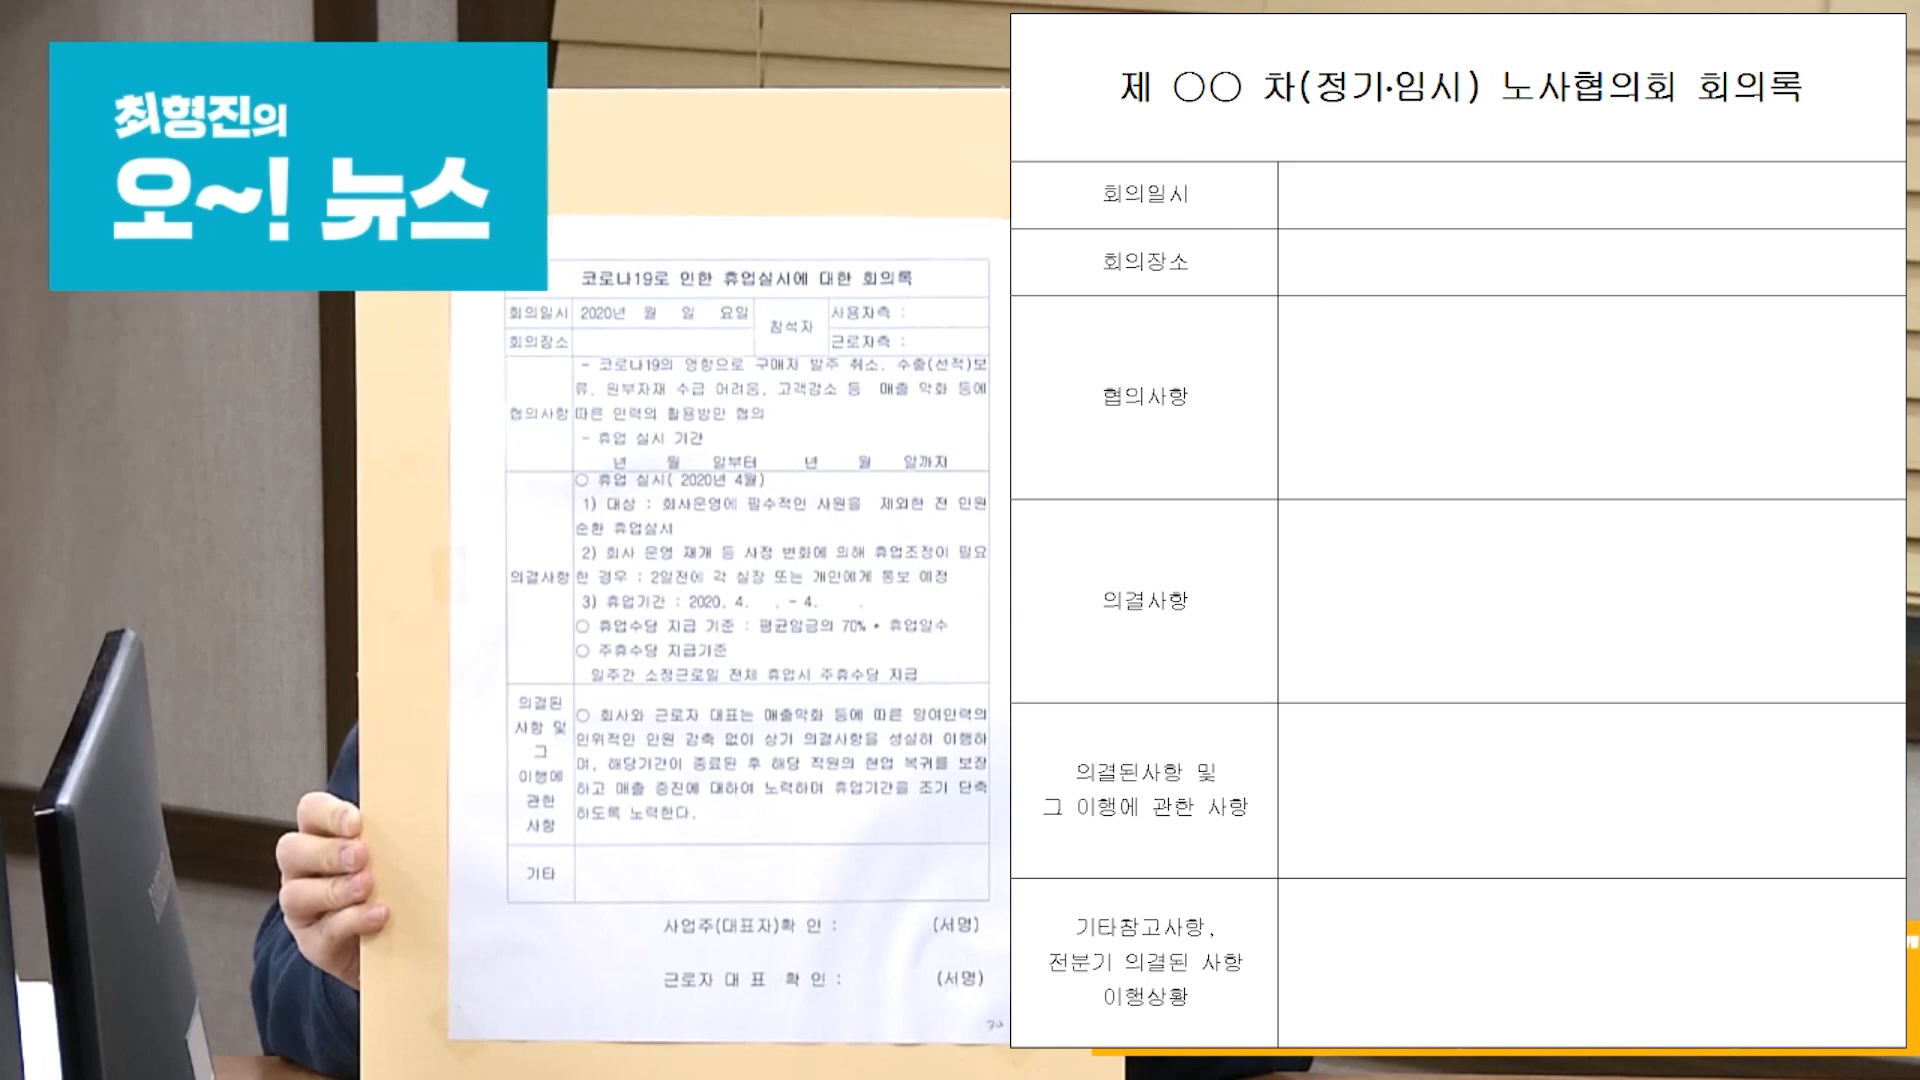 최형진의
오~! 뉴스
코로나19로 인한 휴업실시에 대한 회의록
회의일시 2020년 월 일 요일 참석자 사용자측 :
회의장소 근로자측 :
협의사항
- 코로나19의 영향으로 구매자 발주 취소, 수출(선적)보
류, 원부자재 수급 어려움, 고객감소 등 매출 악화 등에
따른 인력의 활용방안 협의
- 휴업 실시 기간
년 월 일부터 년 월 일까지
의결사항
○ 휴업 실시( 2020년 4월)
1) 대상 : 회사운영에 필수적인 사원을 제외한 전 인원
순환 휴업실시
2) 회사 운영 재개 등 사정 변화에 의해 휴업조정이 필요
한 경우 : 2일전에 각 실장 또는 개인에게 통보 예정
3) 휴업기간 : 2020. 4. . - 4. .
○ 휴업수당 지급 기준 : 평균임금의 70% * 휴업일수
○ 주휴수당 지급기준
일주간 소정근로일 전체 휴업시 주휴수당 지급
의결된
사항 및
그
이행에
관한
사항
○ 회사와 근로자 대표는 매출악화 등에 따른 잉여인력의
인위적인 인원 감축 없이 상기 의결사항을 성실히 이행하
며, 해당기간이 종료된 후 해당 직원의 현업 복귀를 보장
하고 매출 증진에 대하여 노력하며 휴업기간을 조기 단축
하도록 노력한다.
기타
사업주(대표자)확 인 : (서명)
근로자 대 표 확 인 : (서명)
제 ○○ 차(정기·임시) 노사협의회 회의록
회의일시
회의장소
협의사항
의결사항
의결된사항 및
그 이행에 관한 사항
기타참고사항,
전분기 의결된 사항
이행상황